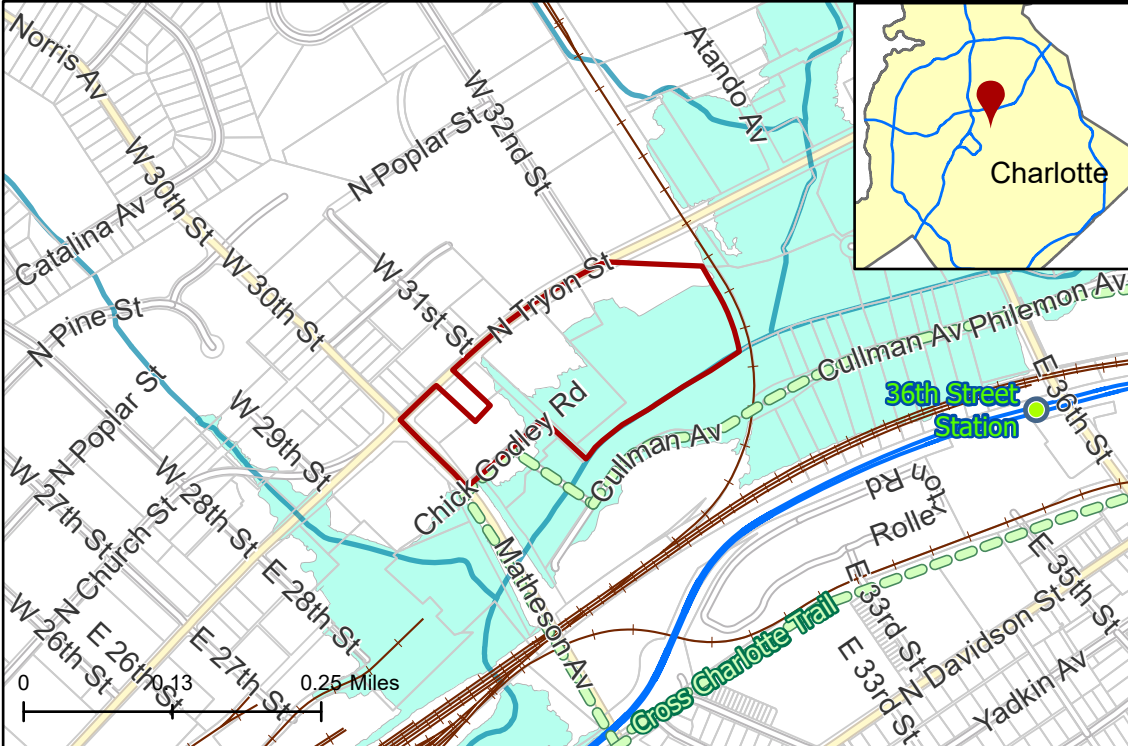 Norris Av
Atando Av
W 32nd St
N Poplar St
W 30th St
Charlotte
Catalina Av
W 30th St
W 31st St
N Tryon St
N Pine St
Cullman Av
Philemon Av
E 36th St
36th Street
Station
N Poplar St
W 29th St
Chick Godley Rd
Cullman Av
W 27th St
W 28th St
N Church St
Matheson Av
Rollerton Rd
E 35th St
W 26th St
E 26th St
E 27th St
E 28th St
E 33rd St
E 33rd St
N Davidson St
Yadkin Av
Cross Charlotte Trail
0 0.13 0.25 Miles